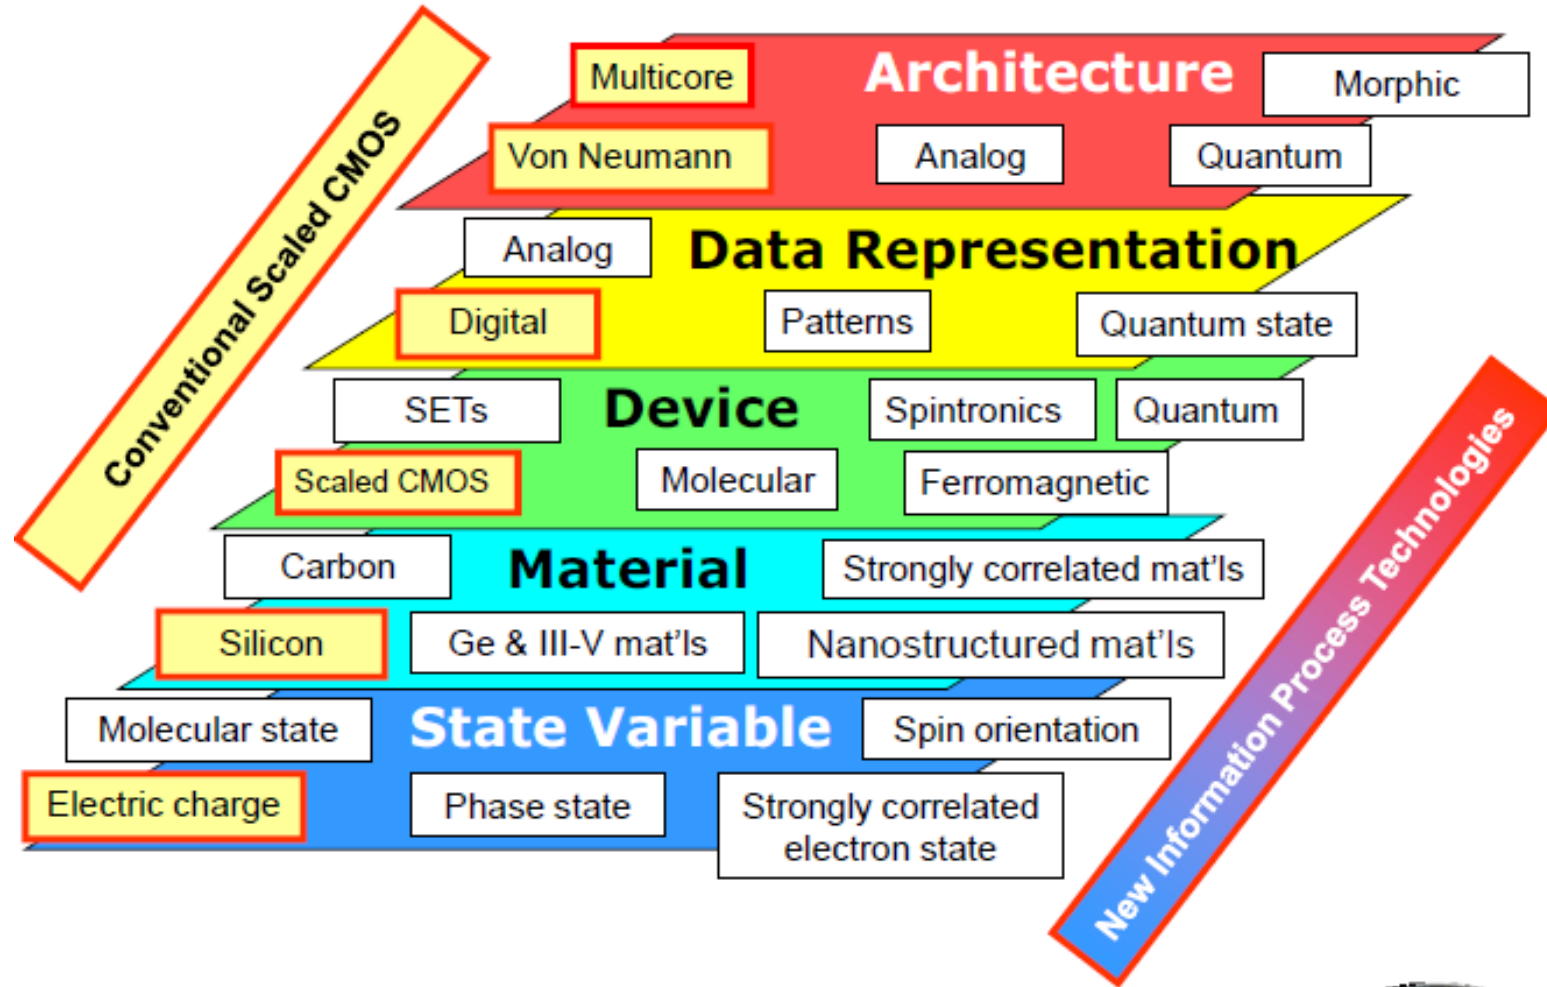 Conventional Scaled CMOS
Multicore
Architecture
Morphic
Von Neumann
Analog
Quantum
Analog
Data Representation
Digital
Patterns
Quantum state
SETs
Device
Spintronics
Quantum
Scaled CMOS
Molecular
Ferromagnetic
Carbon
Material
Strongly correlated mat'ls
Silicon
Ge & III-V mat'ls
Nanostructured mat'ls
Molecular state
State Variable
Spin orientation
Electric charge
Phase state
Strongly correlated
electron state
New Information Process Technologies